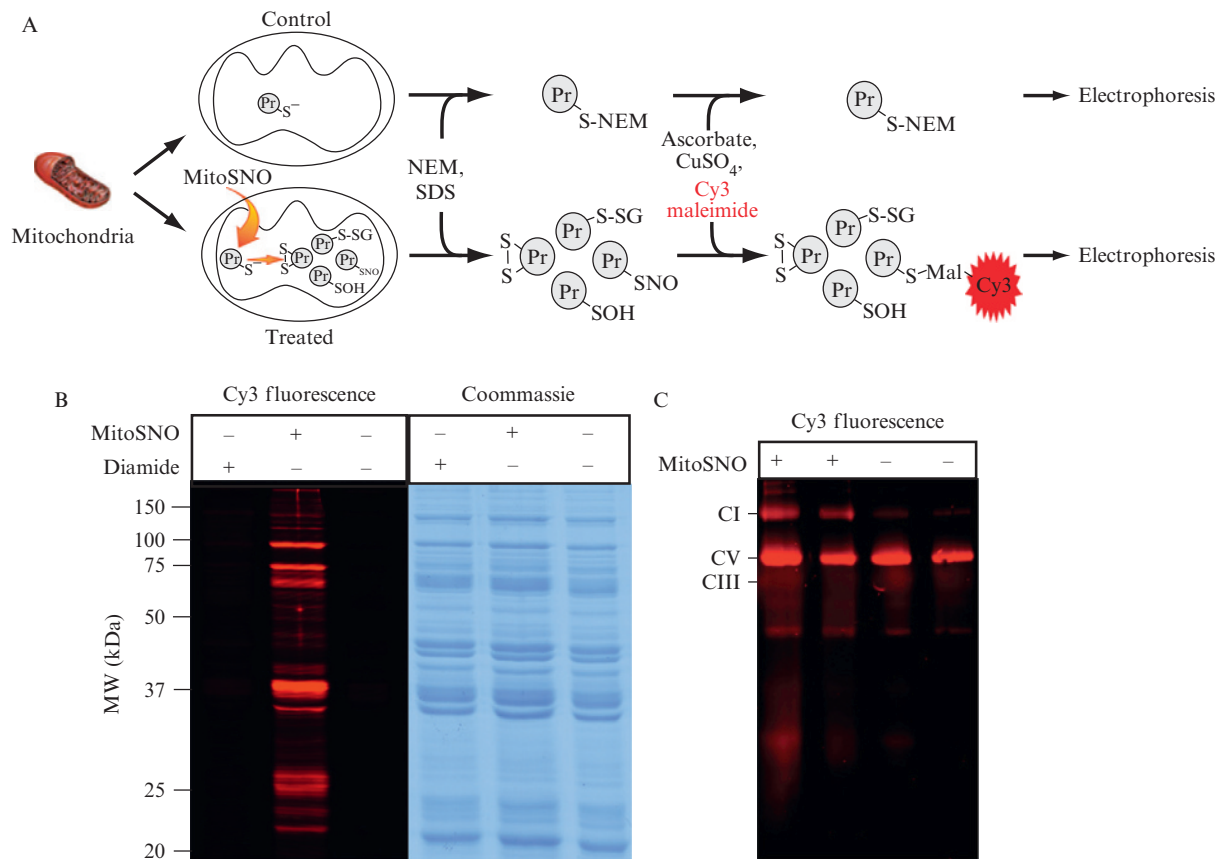 A
Control
Pr
S–
Pr
S-NEM
Pr
S-NEM
Electrophoresis
Mitochondria
MitoSNO
NEM,
SDS
Ascorbate,
CuSO4,
Cy3
maleimide
Pr
S–
S
S
Pr
Pr
S-SG
Pr
SNO
Pr
SOH
Treated
S
S
Pr
Pr
S-SG
Pr
SNO
Pr
SOH
S
S
Pr
Pr
S-SG
Pr
S-Mal
Cy3
Pr
SOH
Electrophoresis
B
Cy3 fluorescence
Coommassie
MitoSNO – + – – + –
Diamide + – – + – –
MW (kDa)
150
100
75
50
37
25
20
C
Cy3 fluorescence
MitoSNO + + – –
CI
CV
CIII